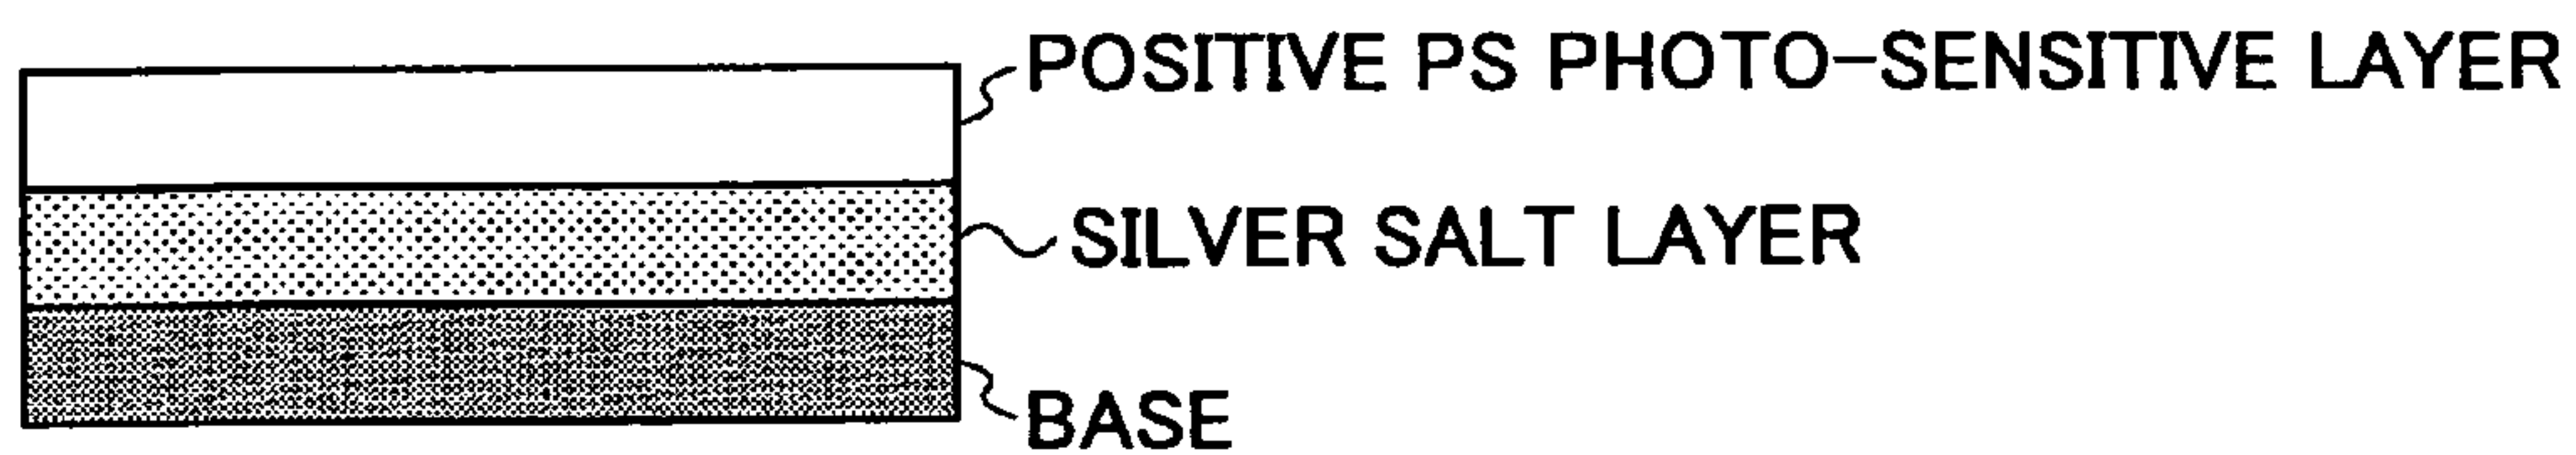 POSITIVE PS PHOTO-SENSITIVE LAYER
SILVER SALT LAYER
BASE